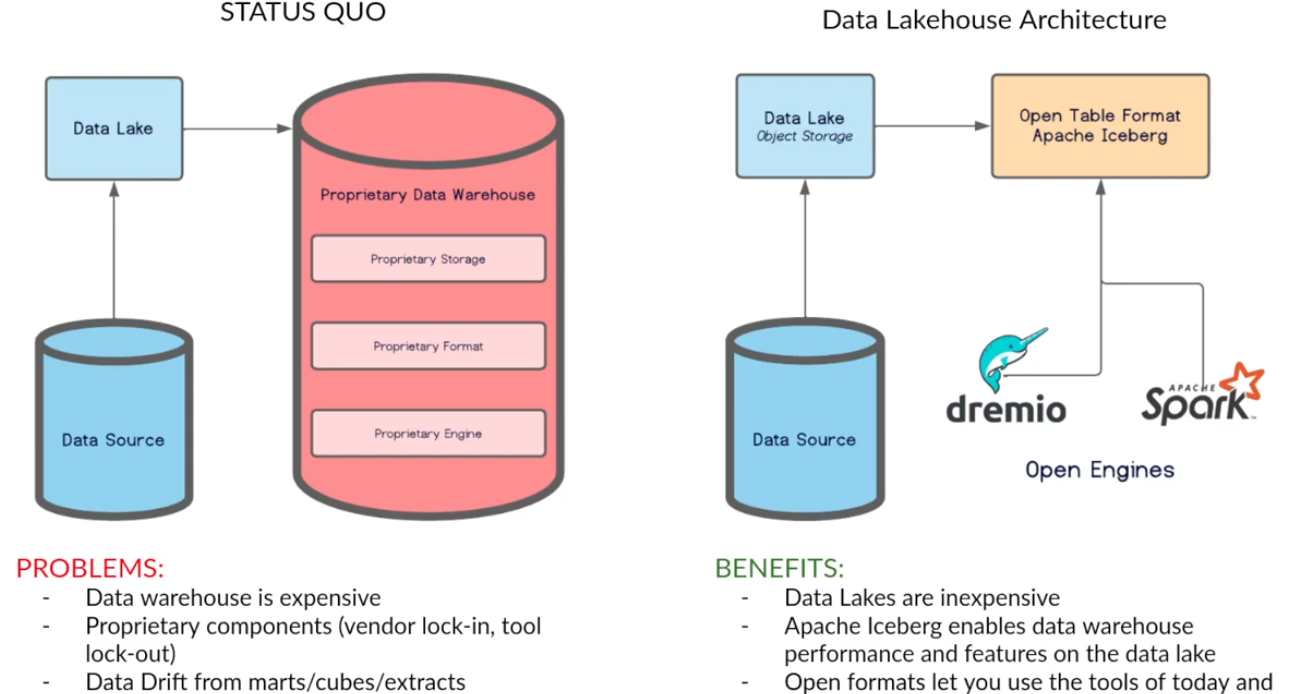 STATUS QUO
Data Lake
Proprietary Data Warehouse
Proprietary Storage
Proprietary Format
Proprietary Engine
Data Source
PROBLEMS:
- Data warehouse is expensive
- Proprietary components (vendor lock-in, tool
lock-out)
- Data Drift from marts/cubes/extracts
Data Lakehouse Architecture
Data Lake
Object Storage
Open Table Format
Apache Iceberg
Data Source
dremio
APACHE
Spark™
Open Engines
BENEFITS:
- Data Lakes are inexpensive
- Apache Iceberg enables data warehouse
performance and features on the data lake
- Open formats let you use the tools of today and